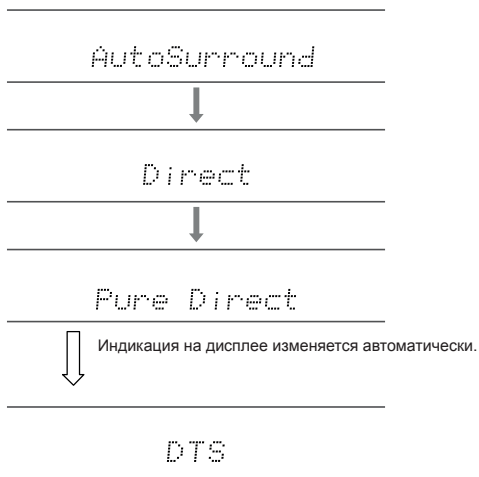 AutoSurround
Direct
Pure Direct
Индикация на дисплее изменяется автоматически.
DTS